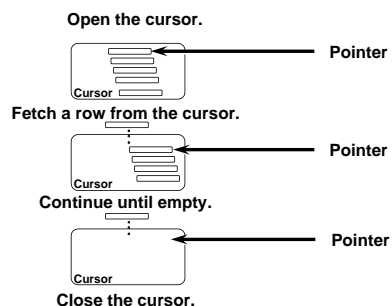 Open the cursor.
Pointer
Cursor
Fetch a row from the cursor.
Pointer
Cursor
Continue until empty.
Pointer
Cursor
Close the cursor.